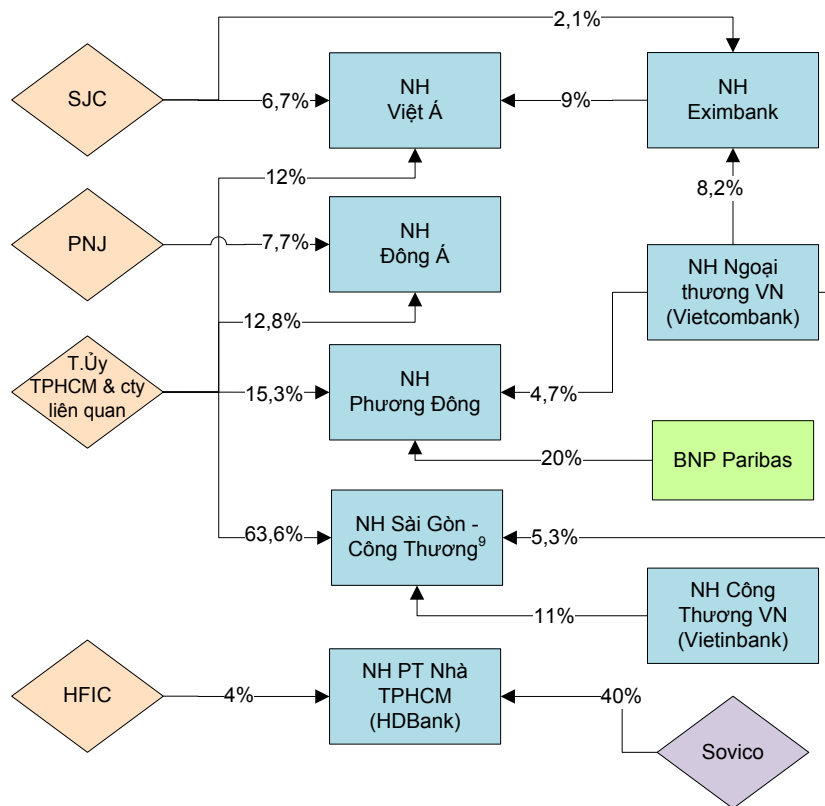 2,1%
SJC
6,7%
NH
Việt Á
9%
NH
Eximbank
12%
8,2%
PNJ
7,7%
NH
Đông Á
NH Ngoại
thương VN
(Vietcombank)
12,8%
T.Ủy
TPHCM & cty
liên quan
15,3%
NH
Phương Đông
4,7%
20%
BNP Paribas
63,6%
NH Sài Gòn -
Công Thương⁹
5,3%
11%
NH Công
Thương VN
(Vietinbank)
HFIC
4%
NH PT Nhà
TPHCM
(HDBank)
40%
Sovico